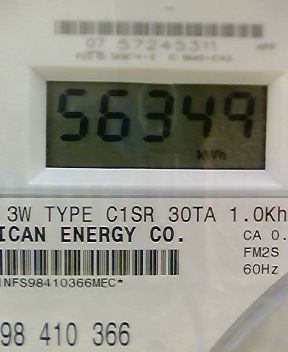 07 57245311
56349
kWh
3W TYPE C1SR 30TA 1.0Kh
ICAN ENERGY CO.
CA 0.
FM2S
60Hz
INFS98410366MEC*
98 410 366